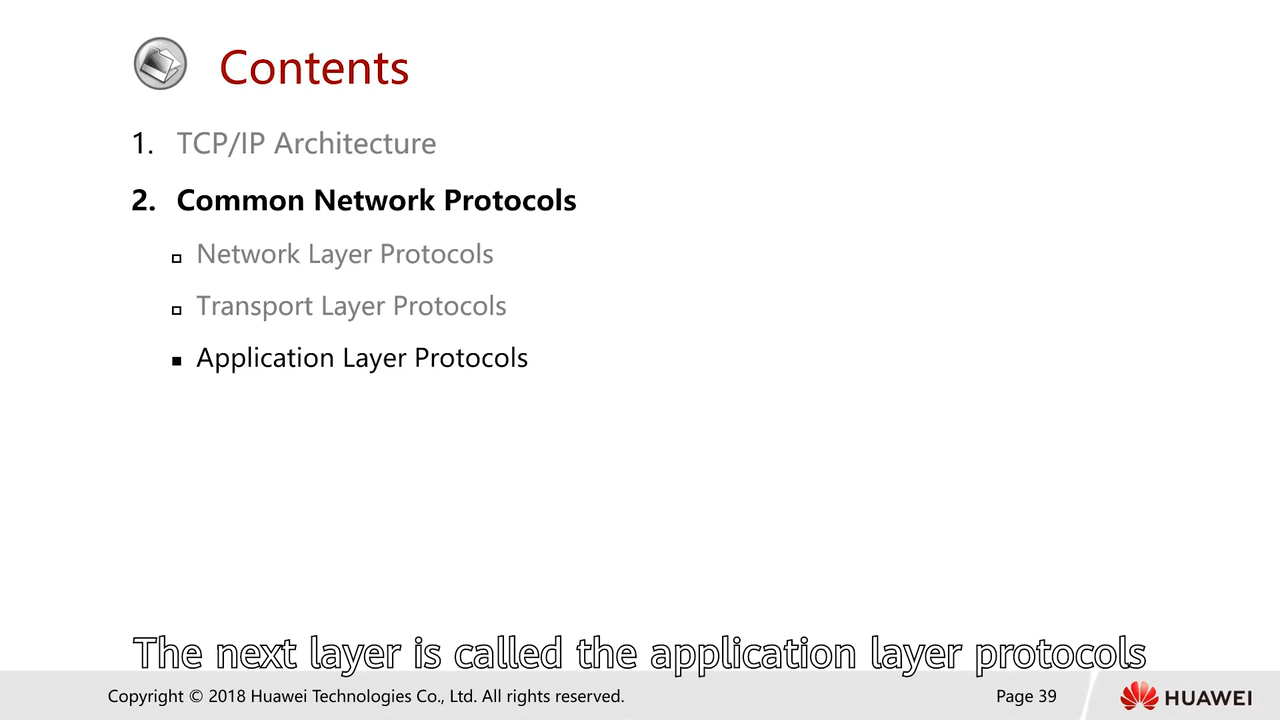 Contents
1. TCP/IP Architecture
2. Common Network Protocols
Network Layer Protocols
Transport Layer Protocols
Application Layer Protocols
The next layer is called the application layer protocols
Copyright © 2018 Huawei Technologies Co., Ltd. All rights reserved.
Page 39
HUAWEI